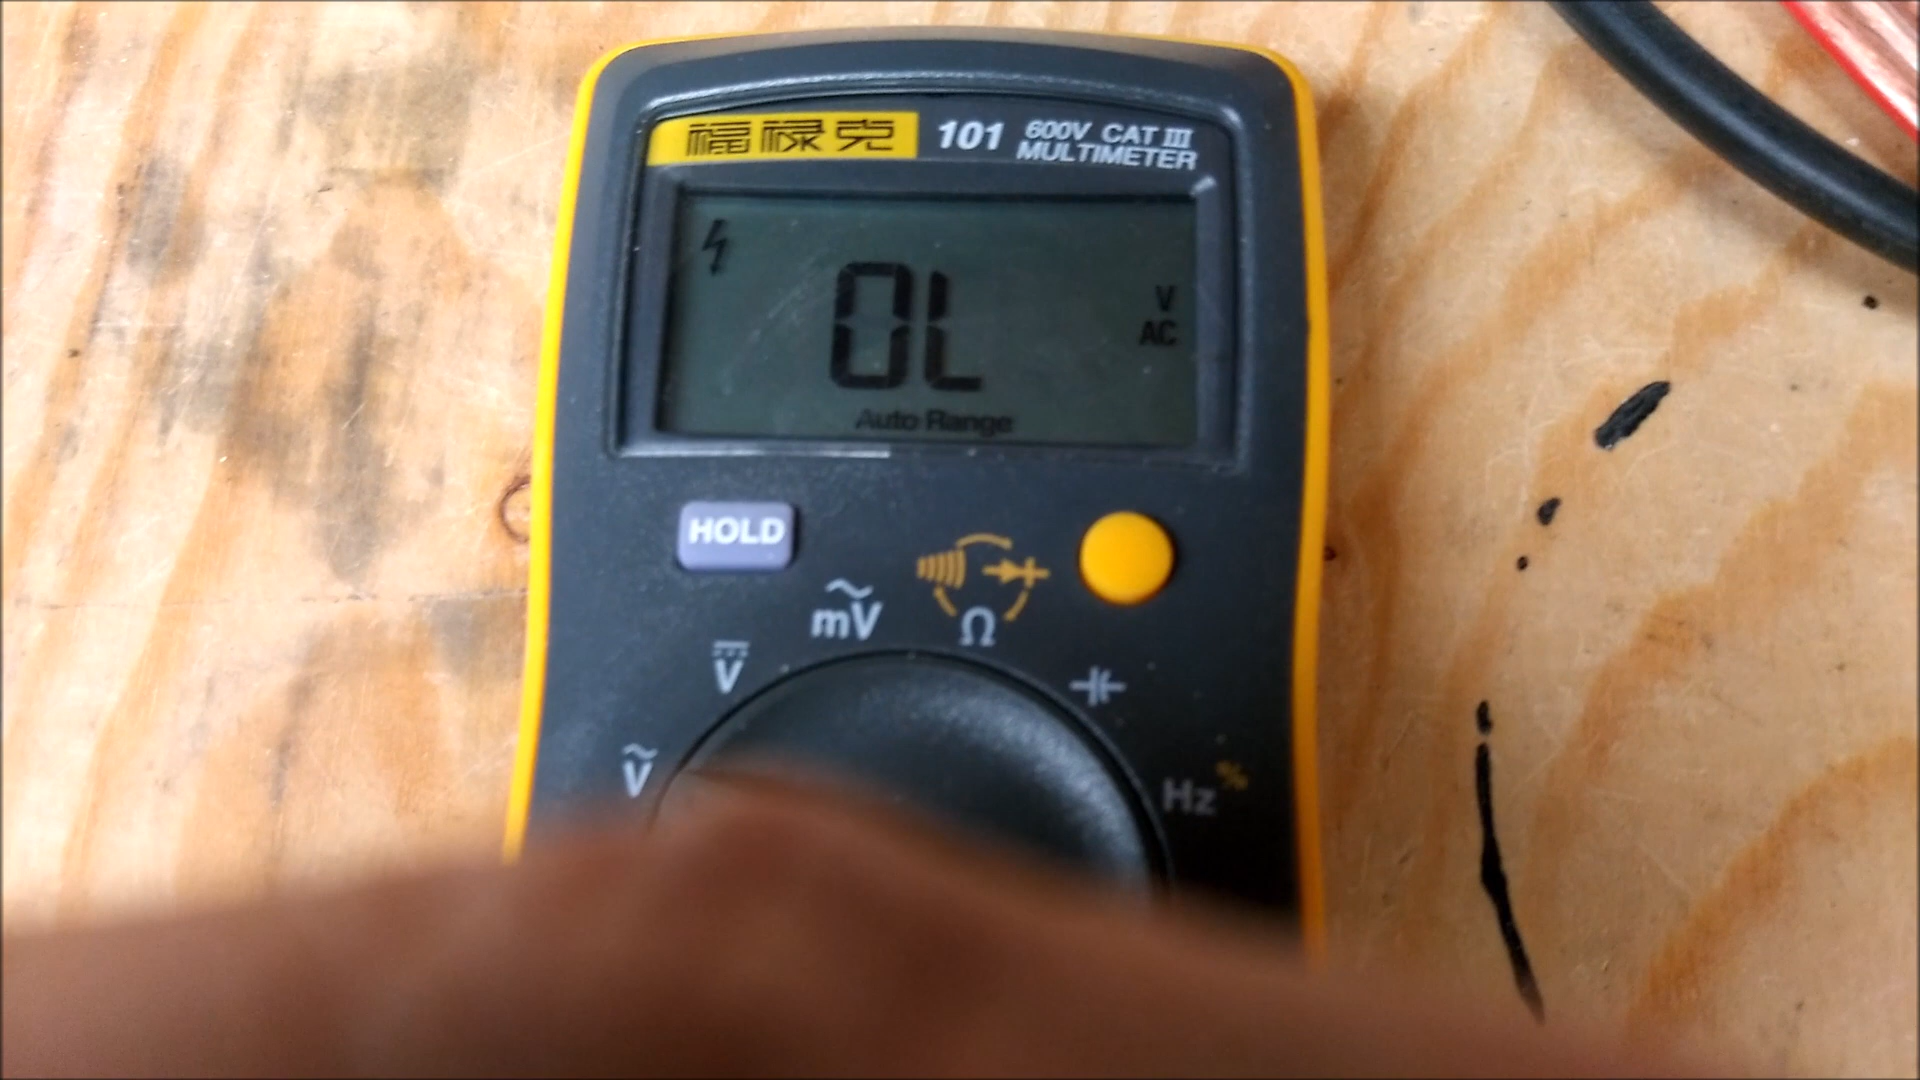 福禄克 101 600V CAT III
MULTIMETER
OL
V
AC
Auto Range
HOLD
mV
Ω
V
V
Hz %